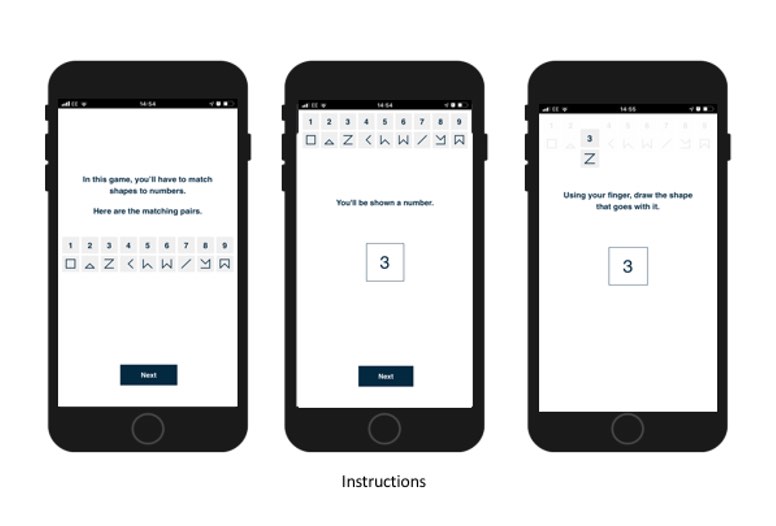 EE 14:54
In this game, you'll have to match
shapes to numbers.
Here are the matching pairs.
1 2 3 4 5 6 7 8 9
Next
EE 14:54
1 2 3 4 5 6 7 8 9
You'll be shown a number.
3
Next
EE 14:55
1 2 3 4 5 6 7 8 9
Using your finger, draw the shape
that goes with it.
3
Instructions